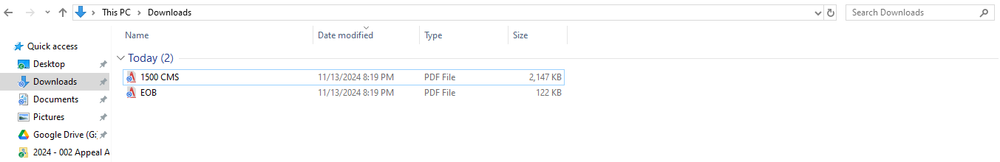 This PC > Downloads
Search Downloads
Name Date modified Type Size
Quick access
Today (2)
Desktop
1500 CMS 11/13/2024 8:19 PM PDF File 2,147 KB
Downloads
EOB 11/13/2024 8:19 PM PDF File 122 KB
Documents
Pictures
Google Drive (G:
2024 - 002 Appeal A